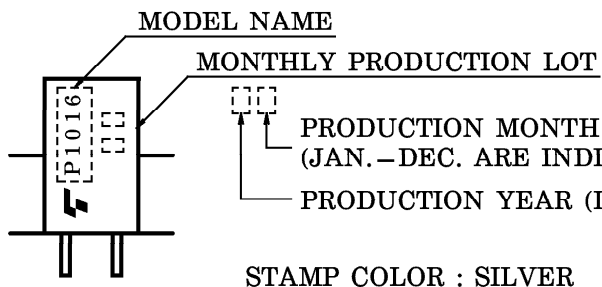 MODEL NAME
MONTHLY PRODUCTION LOT
P1016
PRODUCTION MONTH
(JAN.–DEC. ARE INDI
PRODUCTION YEAR (
STAMP COLOR : SILVER